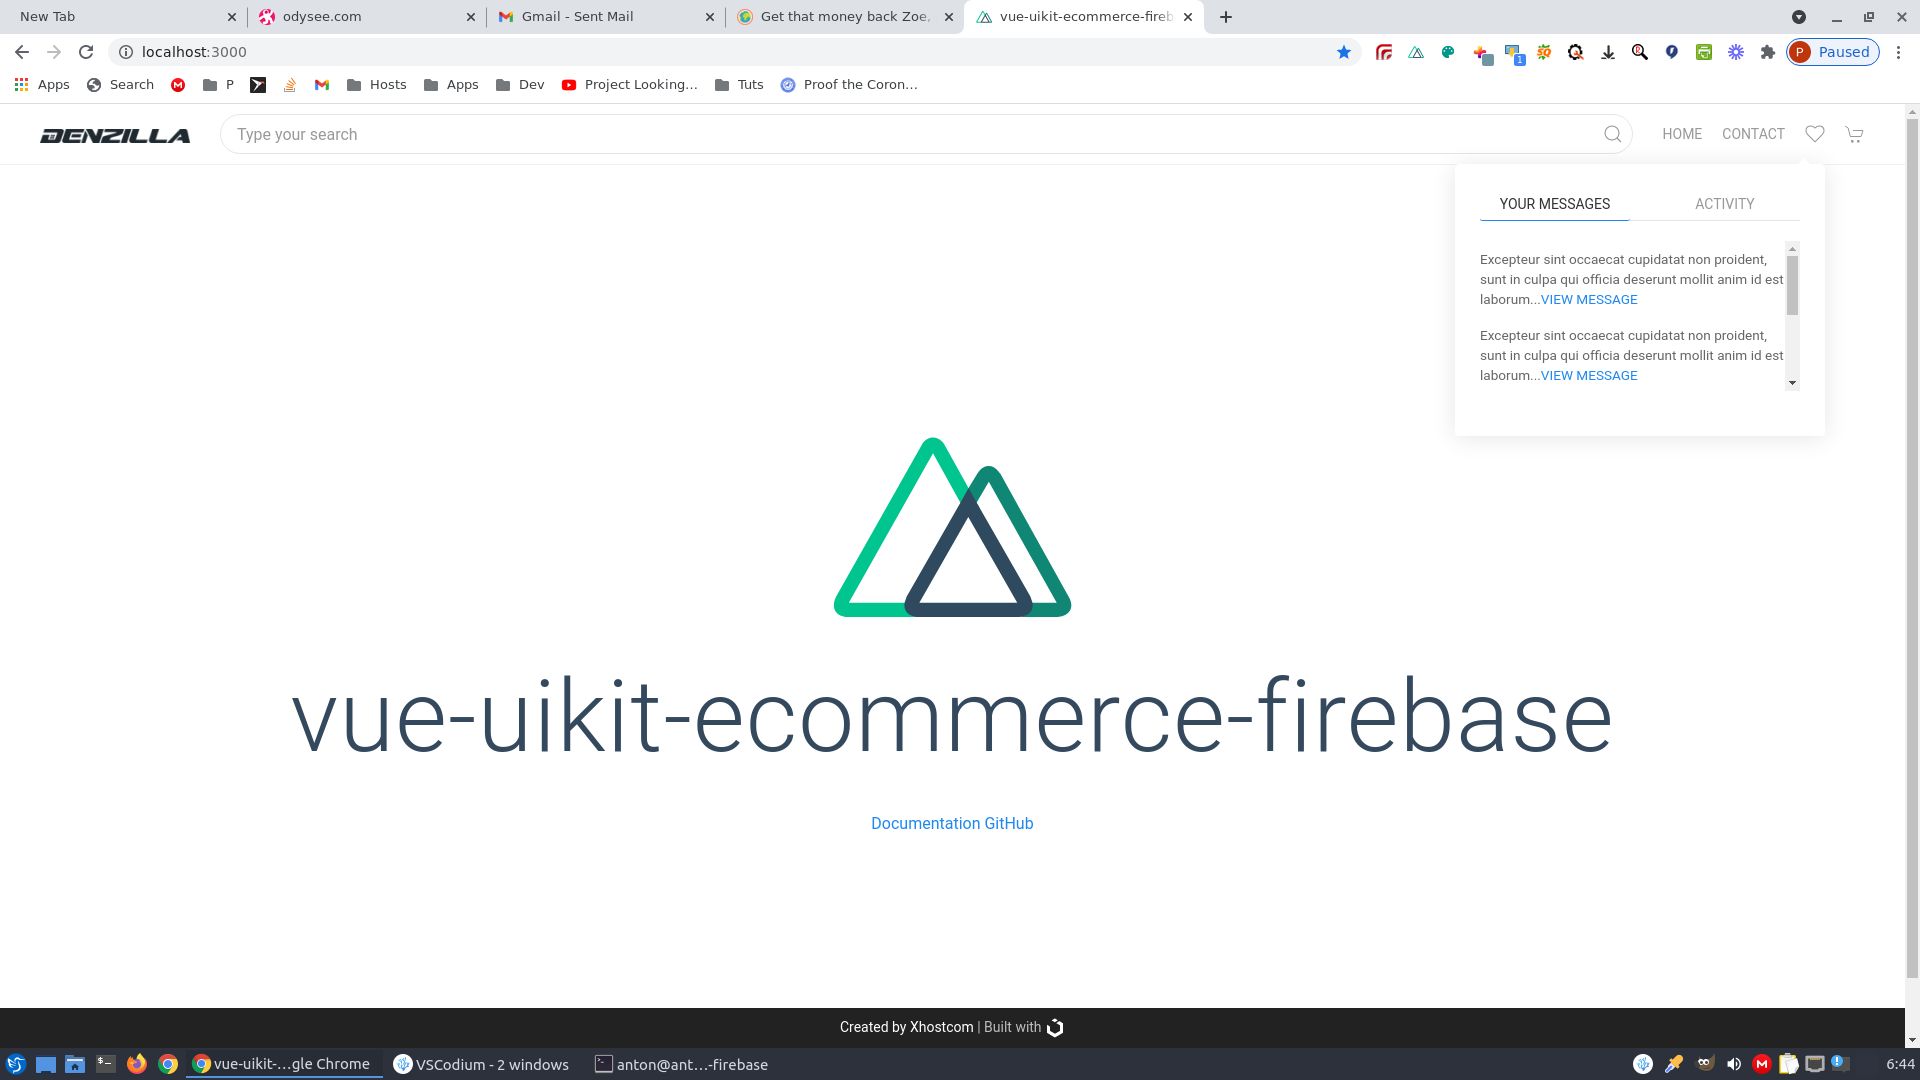 New Tab
odysee.com
Gmail - Sent Mail
Get that money back Zoe,
vue-uikit-ecommerce-fireb
localhost:3000
1
P
Paused
Apps
Search
P
Hosts
Apps
Dev
Project Looking...
Tuts
Proof the Coron...
DENZILLA
Type your search
HOME
CONTACT
YOUR MESSAGES
ACTIVITY
Excepteur sint occaecat cupidatat non proident,
sunt in culpa qui officia deserunt mollit anim id est
laborum...VIEW MESSAGE
Excepteur sint occaecat cupidatat non proident,
sunt in culpa qui officia deserunt mollit anim id est
laborum...VIEW MESSAGE
vue-uikit-ecommerce-firebase
Documentation GitHub
Created by Xhostcom | Built with
vue-uikit-...gle Chrome
VSCodium - 2 windows
anton@ant...-firebase
6:44